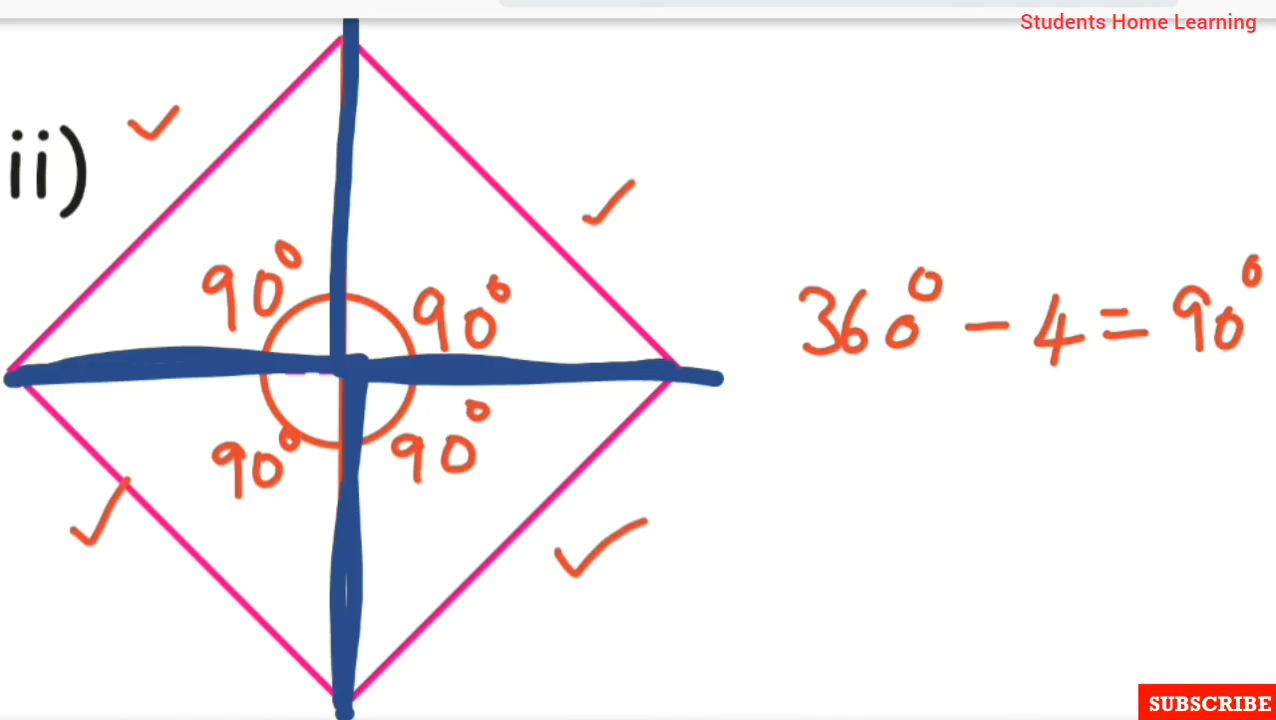 Students Home Learning
ii)
90° 90°
360° - 4 = 90°
90° 90°
SUBSCRIBE